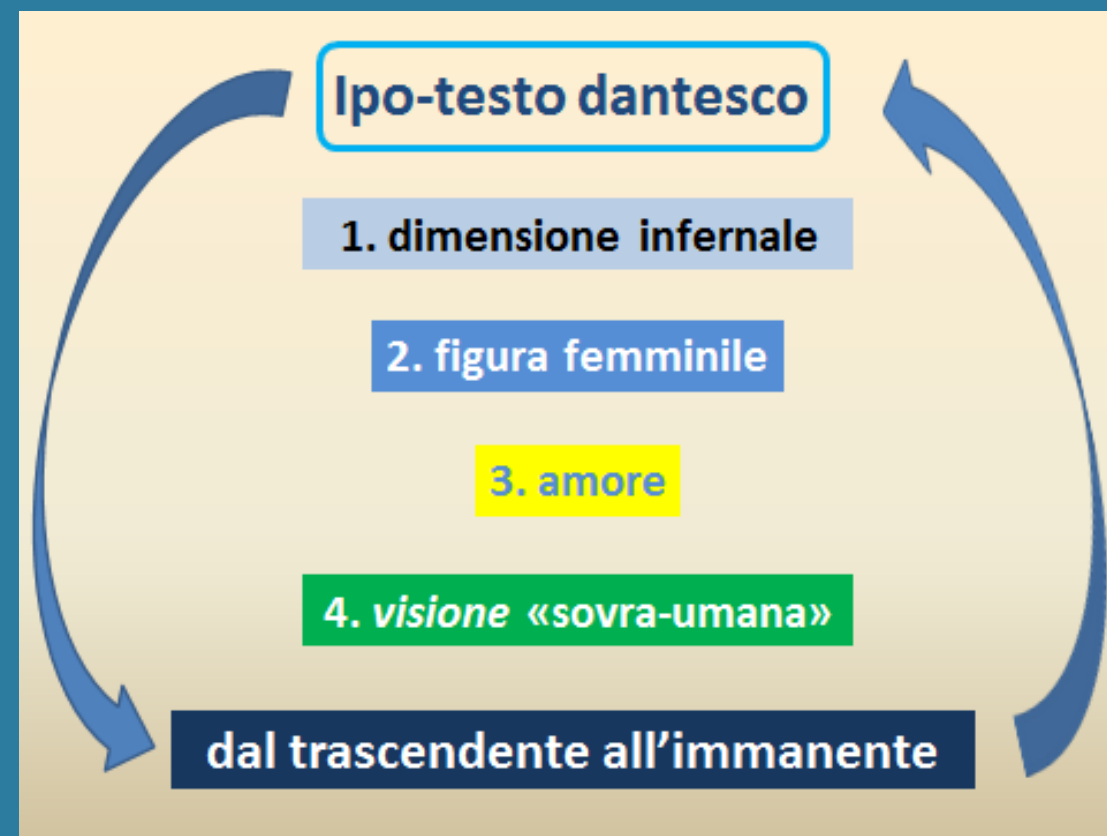 Ipo-testo dantesco
1. dimensione infernale
2. figura femminile
3. amore
4. visione «sovra-umana»
dal trascendente all'immanente